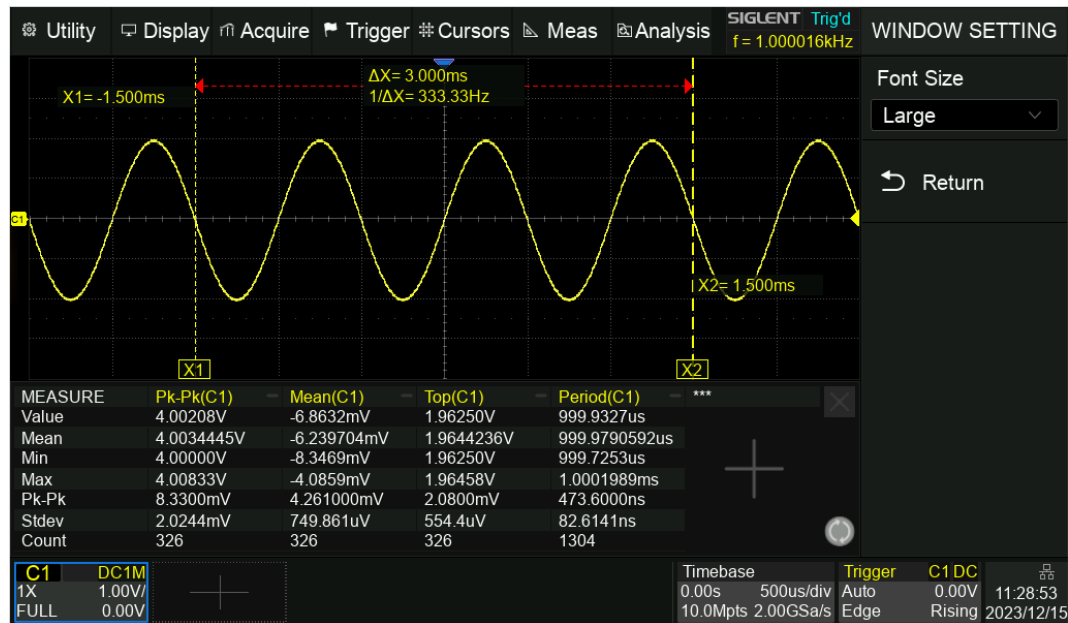 Utility Display Acquire Trigger Cursors Meas Analysis SIGLENT Trig'd WINDOW SETTING
f = 1.000016kHz
Font Size
Large
Return
ΔX= 3.000ms
1/ΔX= 333.33Hz
X1= -1.500ms
C1
X2= 1.500ms
X1 X2
MEASURE Pk-Pk(C1) Mean(C1) Top(C1) Period(C1) ***
Value 4.00208V -6.8632mV 1.96250V 999.9327us
Mean 4.0034445V -6.239704mV 1.9644236V 999.9790592us
Min 4.00000V -8.3469mV 1.96250V 999.7253us
Max 4.00833V -4.0859mV 1.96458V 1.0001989ms
Pk-Pk 8.3300mV 4.261000mV 2.0800mV 473.6000ns
Stdev 2.0244mV 749.861uV 554.4uV 82.6141ns
Count 326 326 326 1304
C1 DC1M Timebase Trigger C1 DC
1X 1.00V/ 0.00s 500us/div Auto 0.00V 11:28:53
FULL 0.00V 10.0Mpts 2.00GSa/s Edge Rising 2023/12/15